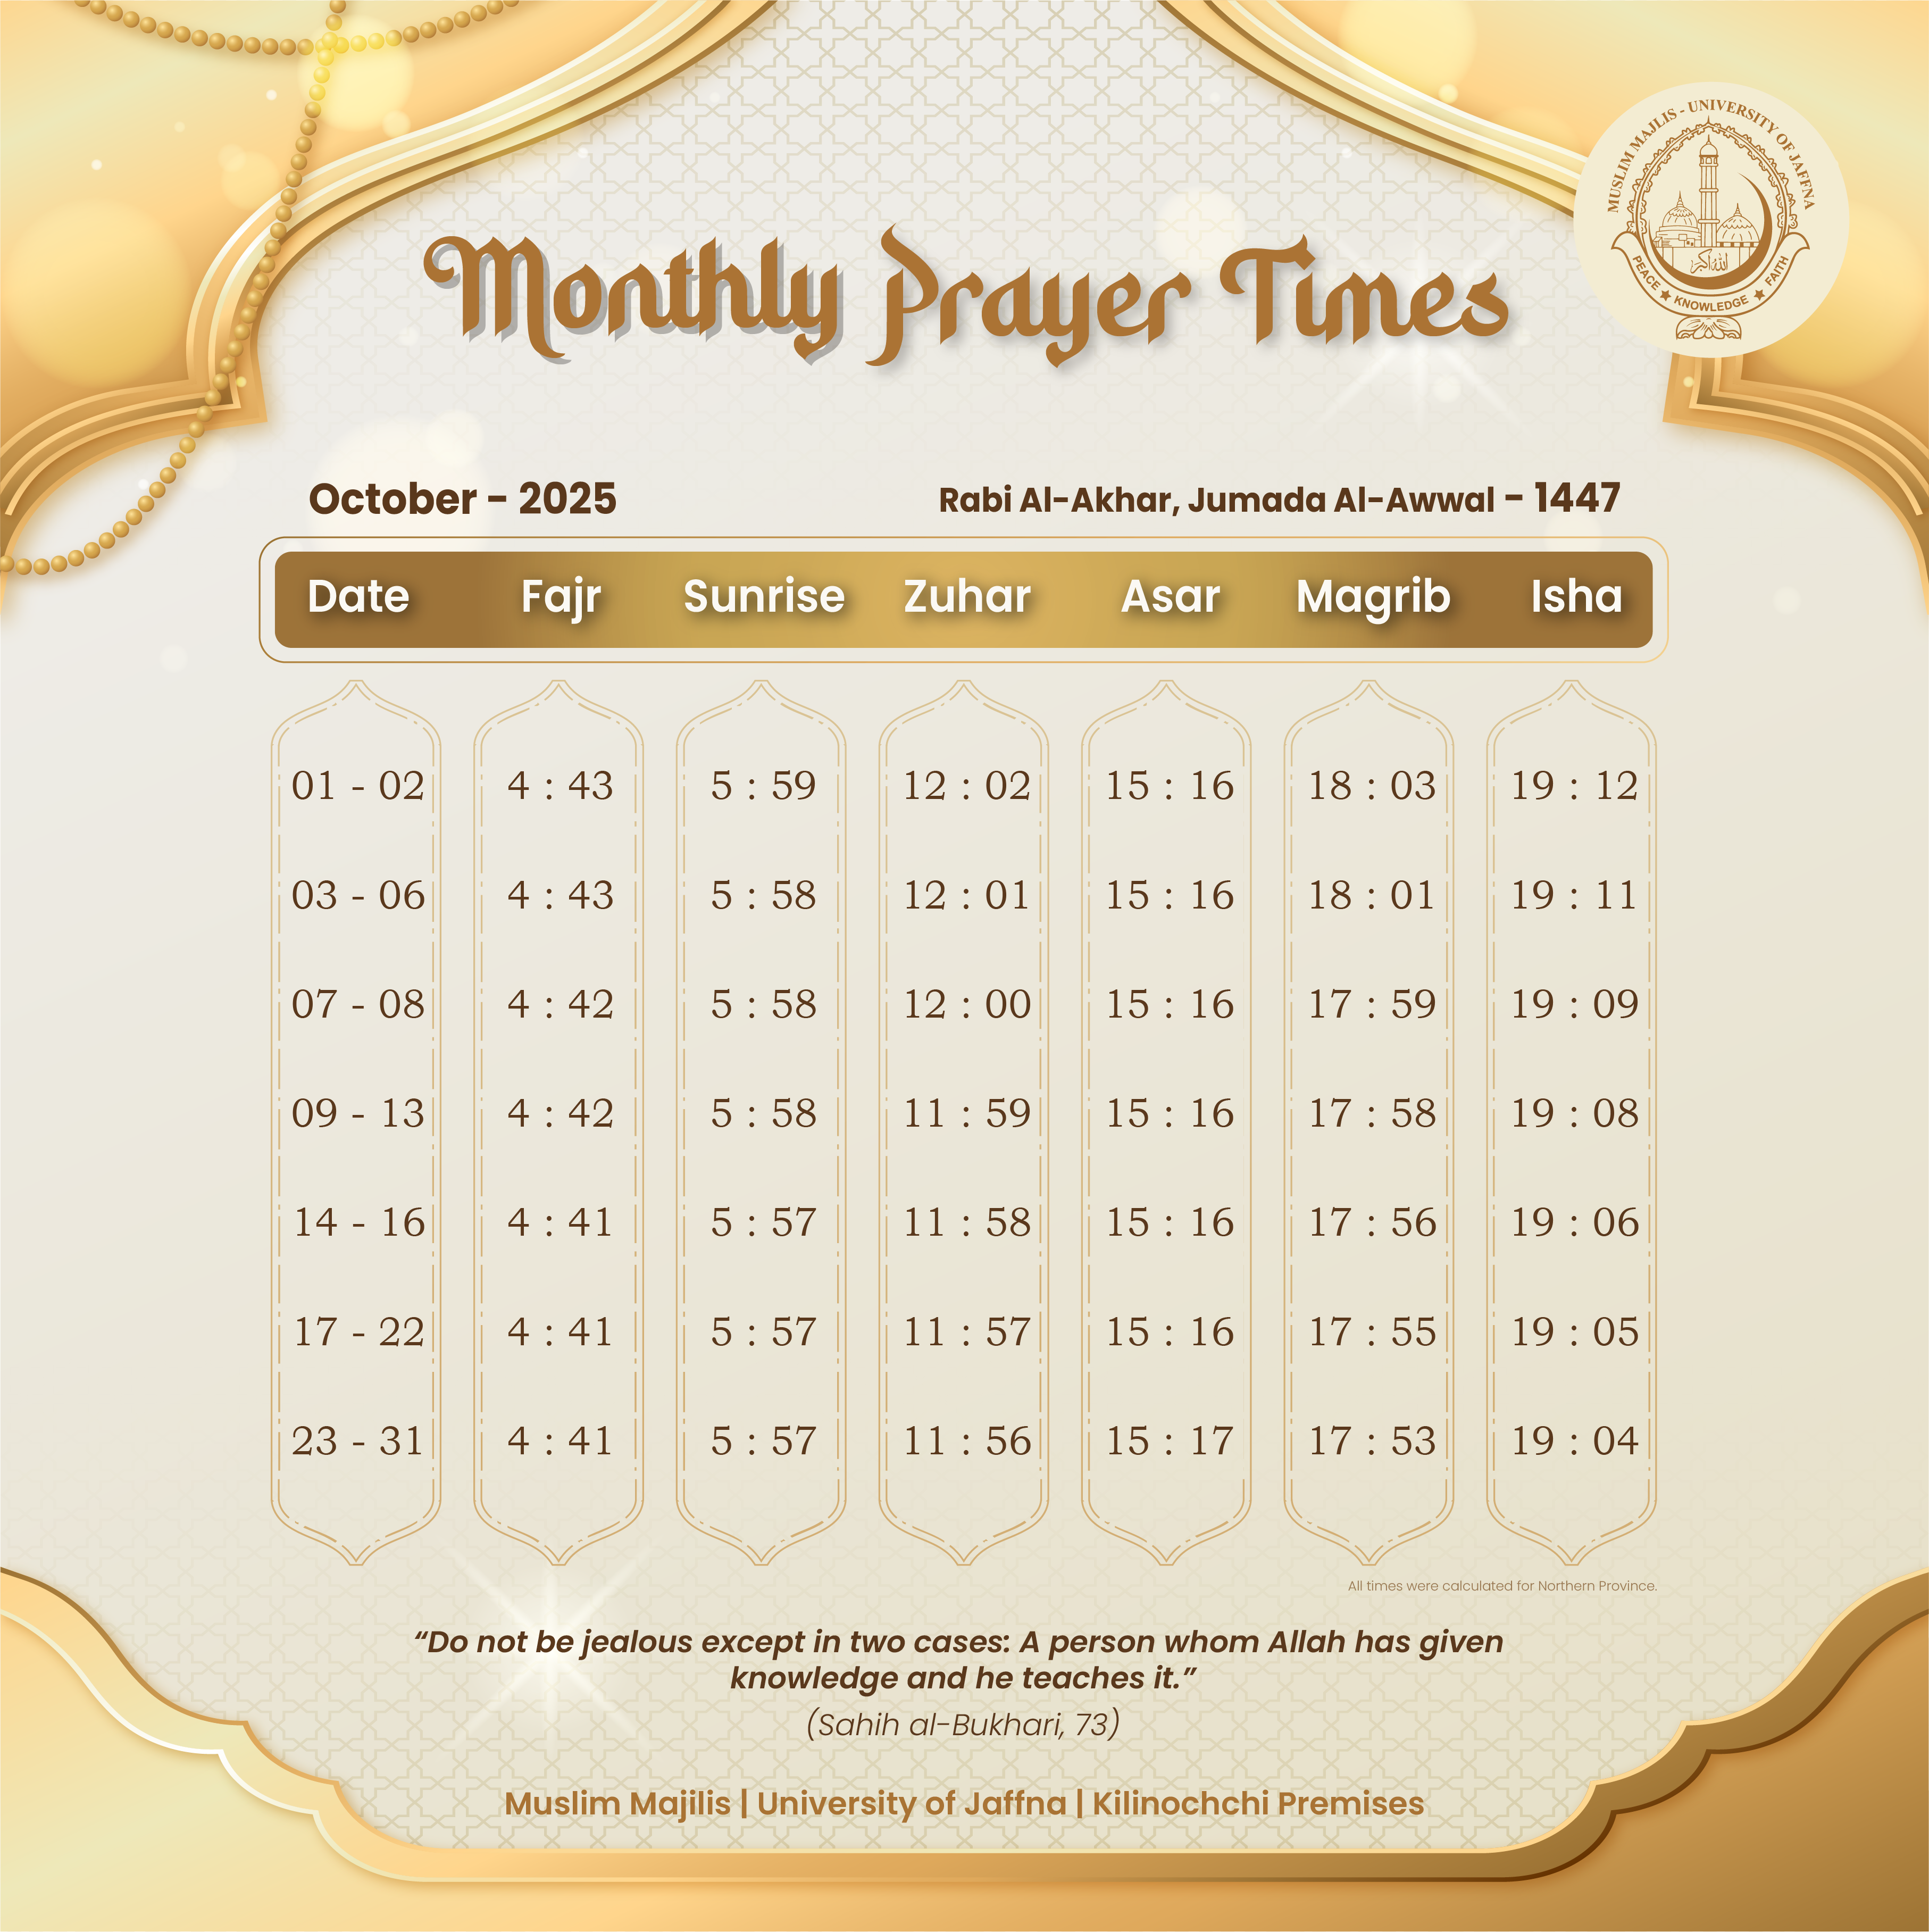 MUSLIM MAJLIS - UNIVERSITY OF JAFFNA
الله أكبر
PEACE ★ KNOWLEDGE ★ FAITH
Monthly Prayer Times
October - 2025 Rabi Al-Akhar, Jumada Al-Awwal - 1447
Date Fajr Sunrise Zuhar Asar Magrib Isha
01 - 02 4 : 43 5 : 59 12 : 02 15 : 16 18 : 03 19 : 12
03 - 06 4 : 43 5 : 58 12 : 01 15 : 16 18 : 01 19 : 11
07 - 08 4 : 42 5 : 58 12 : 00 15 : 16 17 : 59 19 : 09
09 - 13 4 : 42 5 : 58 11 : 59 15 : 16 17 : 58 19 : 08
14 - 16 4 : 41 5 : 57 11 : 58 15 : 16 17 : 56 19 : 06
17 - 22 4 : 41 5 : 57 11 : 57 15 : 16 17 : 55 19 : 05
23 - 31 4 : 41 5 : 57 11 : 56 15 : 17 17 : 53 19 : 04
All times were calculated for Northern Province.
“Do not be jealous except in two cases: A person whom Allah has given
knowledge and he teaches it.”
(Sahih al-Bukhari, 73)
Muslim Majilis | University of Jaffna | Kilinochchi Premises